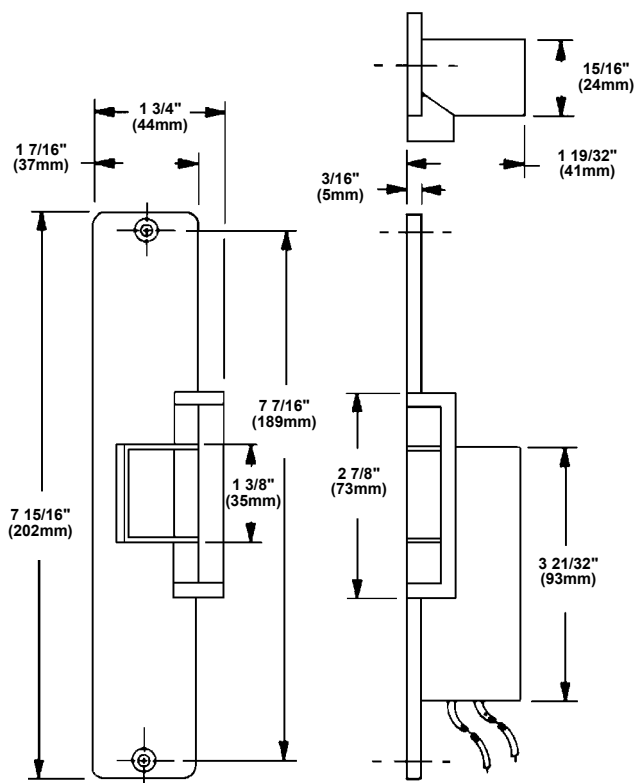 15/16"
(24mm)
1 3/4"
(44mm)
1 7/16"
(37mm)
1 19/32"
(41mm)
3/16"
(5mm)
7 7/16"
(189mm)
2 7/8"
(73mm)
1 3/8"
(35mm)
7 15/16"
(202mm)
3 21/32"
(93mm)